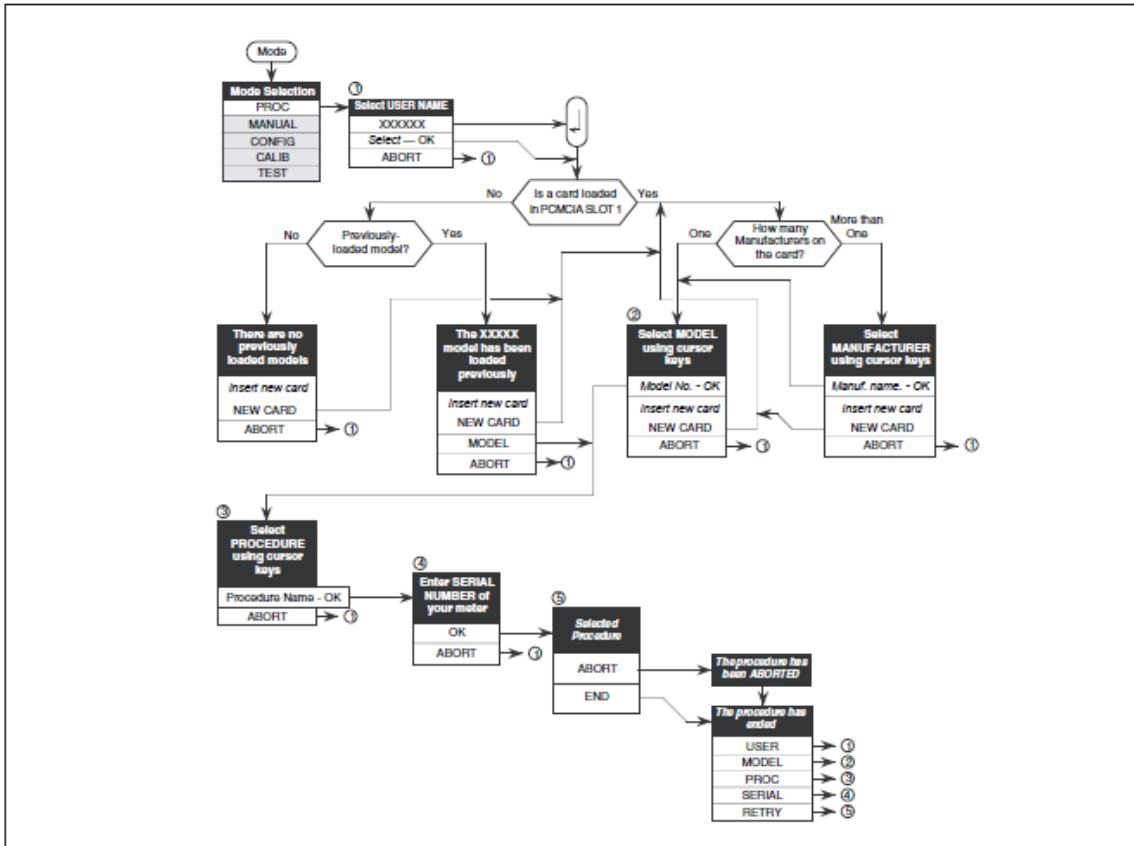 Mode
Mode Selection
PROC
MANUAL
CONFIG
CALIB
TEST
①
Select USER NAME
XXXXXX
Select — OK
ABORT
①
No
Is a card loaded
in PCMCIA SLOT 1
Yes
No
Previously-
loaded model?
Yes
One
How many
Manufacturers on
the card?
More than
One
There are no
previously
loaded models
Insert new card
NEW CARD
ABORT
①
The XXXXX
model has been
loaded
previously
Insert new card
NEW CARD
MODEL
ABORT
①
②
Select MODEL
using cursor
keys
Model No. - OK
Insert new card
NEW CARD
ABORT
①
Select
MANUFACTURER
using cursor keys
Manuf. name. - OK
Insert new card
NEW CARD
ABORT
①
③
Select
PROCEDURE
using cursor
keys
Procedure Name - OK
ABORT
①
④
Enter SERIAL
NUMBER of
your meter
OK
ABORT
①
⑤
Selected
Procedure
ABORT
END
The procedure has
been ABORTED
The procedure has
ended
USER
①
MODEL
②
PROC
③
SERIAL
④
RETRY
⑤